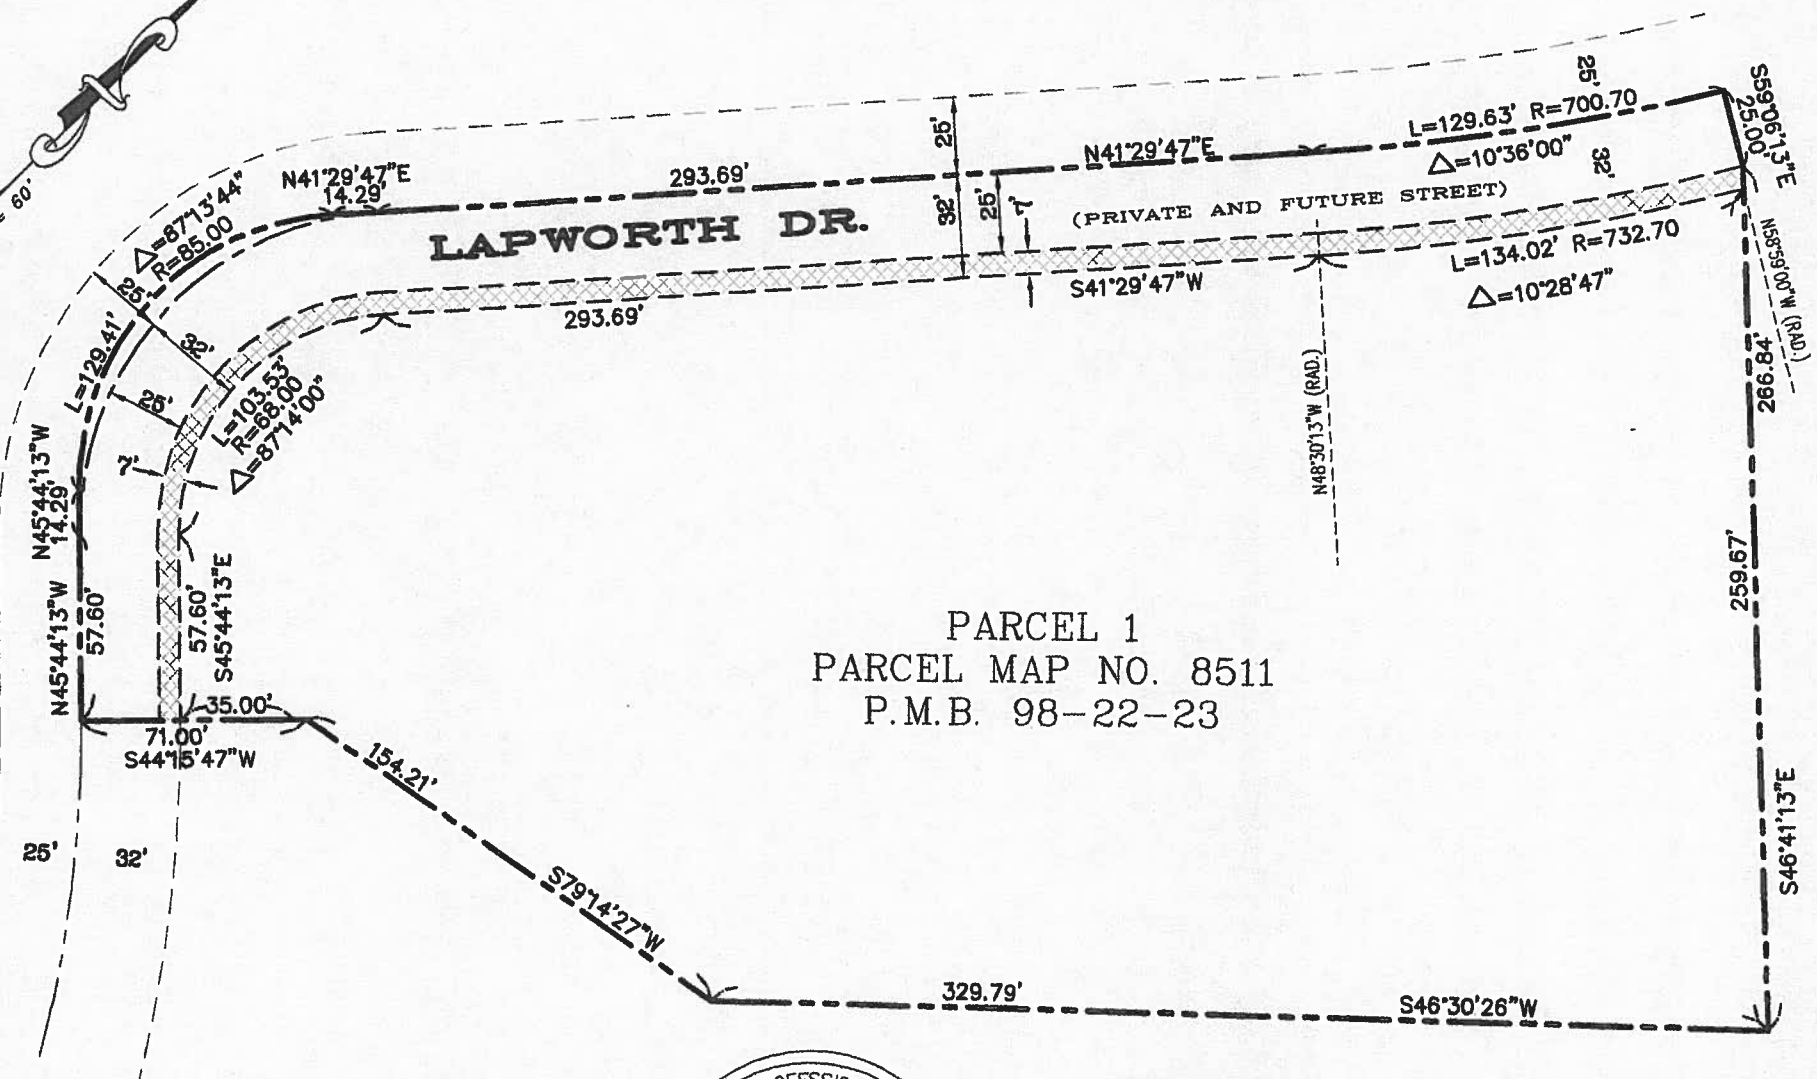 = 60'
Δ=87°13'44"
R=85.00
L=129.41'
N41°29'47"E
14.29'
293.69'
25'
N41°29'47"E
L=129.63' R=700.70
Δ=10°36'00"
25'
32'
S59°06'13"E
25.00'
LAPWORTH DR.
32'
25'
7'
(PRIVATE AND FUTURE STREET)
L=134.02' R=732.70
Δ=10°28'47"
N58°59'00"W (RAD.)
293.69'
S41°29'47"W
N48°30'13"W (RAD.)
266.84'
25'
32'
25'
7'
L=103.53'
R=68.00
Δ=87°14'00"
N45°44'13"W
14.29'
N45°44'13"W
57.60'
57.60'
S45°44'13"E
259.67'
S46°41'13"E
PARCEL 1
PARCEL MAP NO. 8511
P.M.B. 98-22-23
35.00'
71.00'
S44°15'47"W
154.21'
S79°14'27"W
25'
32'
329.79'
S46°30'26"W